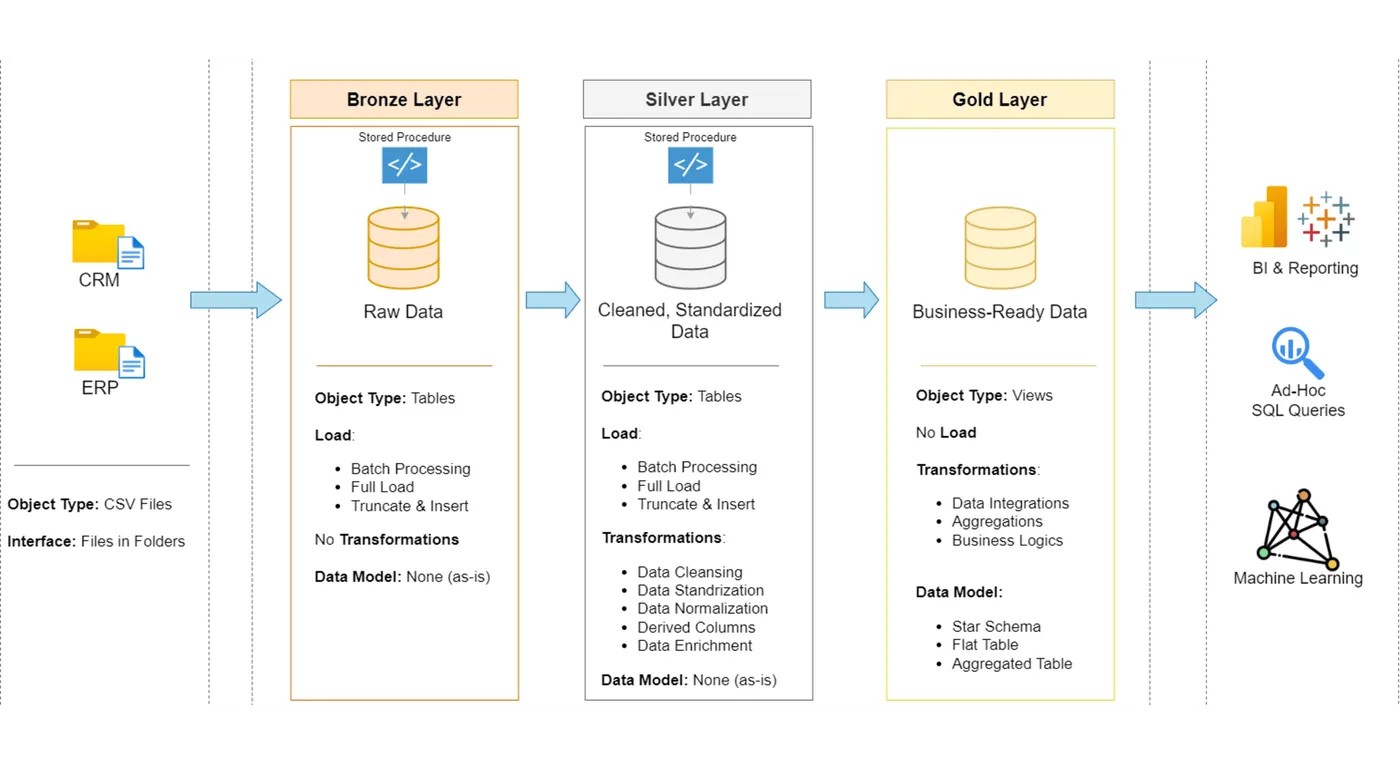 CRM
ERP
Object Type: CSV Files
Interface: Files in Folders
Bronze Layer
Stored Procedure
</>
Raw Data
Object Type: Tables
Load:
• Batch Processing
• Full Load
• Truncate & Insert
No Transformations
Data Model: None (as-is)
Silver Layer
Stored Procedure
</>
Cleaned, Standardized
Data
Object Type: Tables
Load:
• Batch Processing
• Full Load
• Truncate & Insert
Transformations:
• Data Cleansing
• Data Standrization
• Data Normalization
• Derived Columns
• Data Enrichment
Data Model: None (as-is)
Gold Layer
Business-Ready Data
Object Type: Views
No Load
Transformations:
• Data Integrations
• Aggregations
• Business Logics
Data Model:
• Star Schema
• Flat Table
• Aggregated Table
BI & Reporting
Ad-Hoc
SQL Queries
Machine Learning